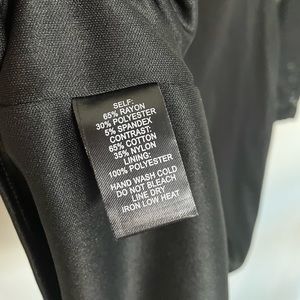 SELF:
65% RAYON
30% POLYESTER
5% SPANDEX
CONTRAST:
65% COTTON
35% NYLON
LINING:
100% POLYESTER
HAND WASH COLD
DO NOT BLEACH
LINE DRY
IRON LOW HEAT